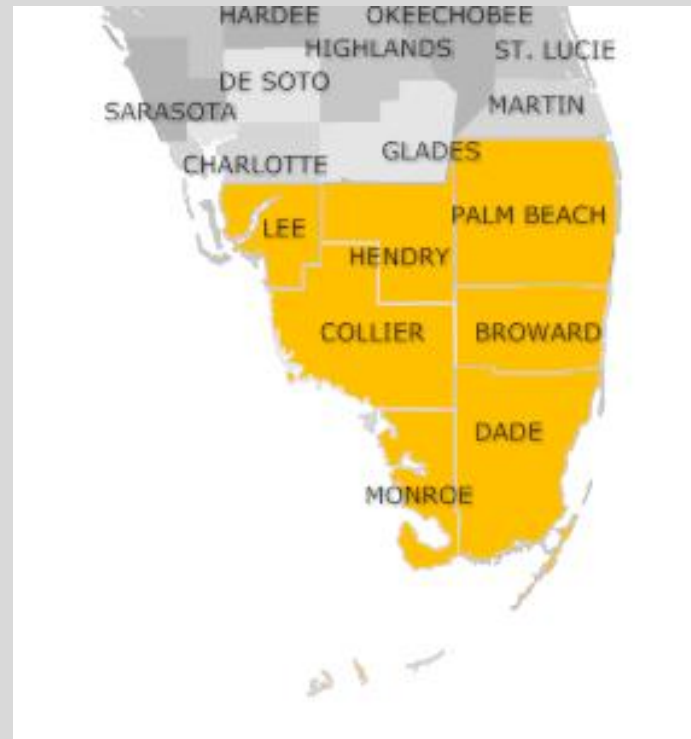 HARDEE
OKEECHOBEE
HIGHLANDS
ST. LUCIE
DE SOTO
SARASOTA
MARTIN
CHARLOTTE
GLADES
LEE
PALM BEACH
HENDRY
COLLIER
BROWARD
DADE
MONROE